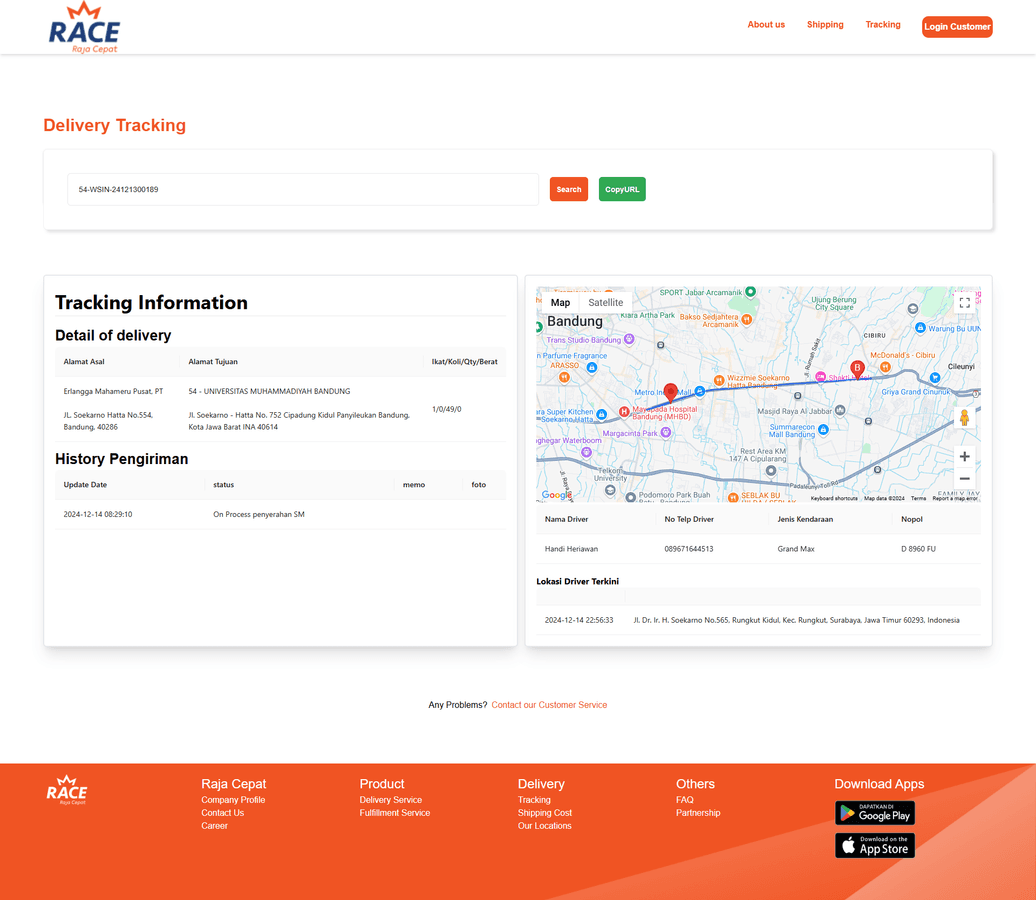 RACE
Raja Cepat
About us
Shipping
Tracking
Login Customer
Delivery Tracking
54-WSIN-24121300189
Search
CopyURL
Tracking Information
Detail of delivery
Alamat Asal
Alamat Tujuan
Ikat/Koli/Qty/Berat
Erlangga Mahameru Pusat, PT
54 - UNIVERSITAS MUHAMMADIYAH BANDUNG
JL. Soekarno Hatta No.554,
Bandung, 40286
Jl. Soekarno - Hatta No. 752 Cipadung Kidul Panyileukan Bandung,
Kota Jawa Barat INA 40614
1/0/49/0
History Pengiriman
Update Date
status
memo
foto
2024-12-14 08:29:10
On Process penyerahan SM
Map
Satellite
SPORT Jabar Arcamanik
Ujung Berung
City Square
Kiara Artha Park
Bakso Sedjahtera
Arcamanik
Bandung
Trans Studio Bandung
Warung Bu
CIBIRU
Jl. Rumah Sakit
n Parfume Fragrance
ARASSO
McDonald's - Cibiru
Cileunyi
Wizzmie Soekarno
Hatta Bandung
Griya Grand Cinunuk
Mall
ara Super Kitchen
Soekarno-Hatta
Mayapada Hospital
Bandung (MHBD)
Masjid Raya Al Jabbar
Margacinta Park
Summarecon
Mall Bandung
Waterboom
Rest Area KM
147 A Cipularang
Telkom
University
Padaleunyi Toll Rd
Podomoro Park Buah
SEBLAK BU
FAMILY JAY
Google
Keyboard shortcuts
Map data ©2024
Terms
Report a map error
A
B
Nama Driver
No Telp Driver
Jenis Kendaraan
Nopol
Handi Heriawan
089671644513
Grand Max
D 8960 FU
Lokasi Driver Terkini
2024-12-14 22:56:33
Jl. Dr. Ir. H. Soekarno No.565, Rungkut Kidul, Kec. Rungkut, Surabaya, Jawa Timur 60293, Indonesia
Any Problems? Contact our Customer Service
RACE
Raja Cepat
Raja Cepat
Company Profile
Contact Us
Career
Product
Delivery Service
Fulfillment Service
Delivery
Tracking
Shipping Cost
Our Locations
Others
FAQ
Partnership
Download Apps
DAPATKAN DI
Google Play
Download on the
App Store